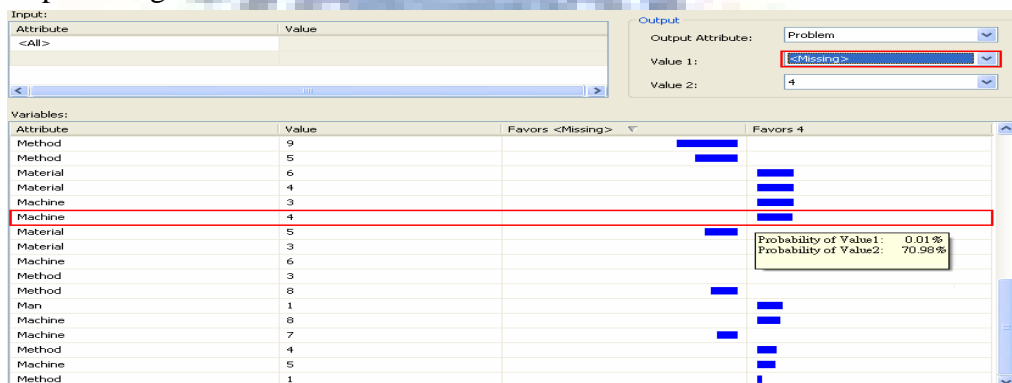 Input:
Attribute Value
<All>
Output
Output Attribute: Problem
Value 1: <Missing>
Value 2: 4
Variables:
Attribute Value Favors <Missing> Favors 4
Method 9
Method 5
Material 6
Material 4
Machine 3
Machine 4
Material 5
Probability of Value1: 0.01%
Probability of Value2: 70.98%
Material 3
Machine 6
Method 3
Method 8
Man 1
Machine 8
Machine 7
Method 4
Machine 5
Method 1